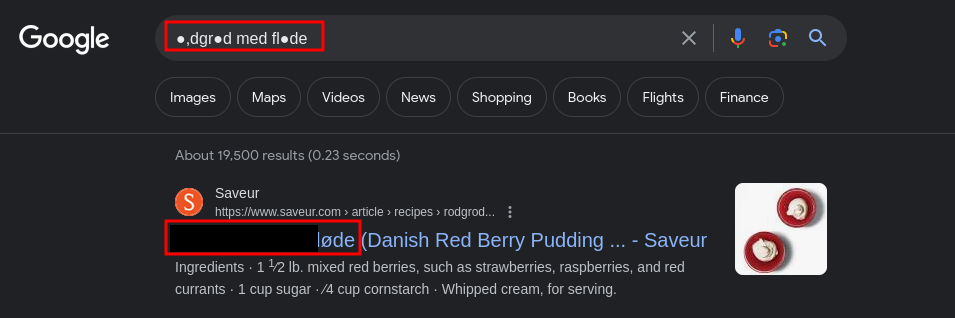 Google
●,dgr●d med fl●de
Images Maps Videos News Shopping Books Flights Finance
About 19,500 results (0.23 seconds)
S
Saveur
https://www.saveur.com › article › recipes › rodgrod...
løde (Danish Red Berry Pudding ... - Saveur
Ingredients · 1 1⁄2 lb. mixed red berries, such as strawberries, raspberries, and red
currants · 1 cup sugar · ⁄4 cup cornstarch · Whipped cream, for serving.